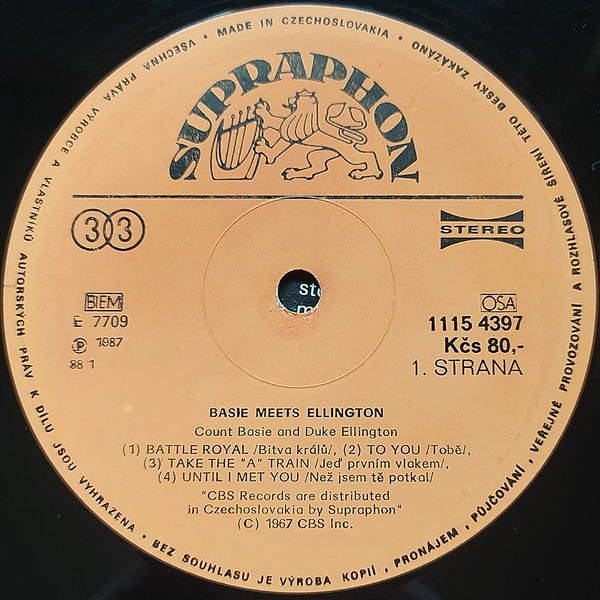 VŠECHNA PRÁVA VÝROBCE A VLASTNÍKŮ AUTORSKÝCH PRÁV K DÍLU JSOU VYHRAZENA • BEZ SOUHLASU JE VÝROBA KOPIÍ, PRONÁJEM, PŮJČOVÁNÍ, VEŘEJNÉ PROVOZOVÁNÍ A ROZHLASOVÉ ŠÍŘENÍ TÉTO DESKY ZAKÁZÁNO • MADE IN CZECHOSLOVAKIA •
SUPRAPHON
33
STEREO
BIEM
E 7709
Ⓟ 1987
88 1
OSA
1115 4397
Kčs 80,-
1. STRANA
BASIE MEETS ELLINGTON
Count Basie and Duke Ellington
(1) BATTLE ROYAL /Bitva králů/, (2) TO YOU /Tobě/,
(3) TAKE THE "A" TRAIN /Jeď prvním vlakem/,
(4) UNTIL I MET YOU /Než jsem tě potkal/
"CBS Records are distributed
in Czechoslovakia by Supraphon"
(C) 1967 CBS Inc.